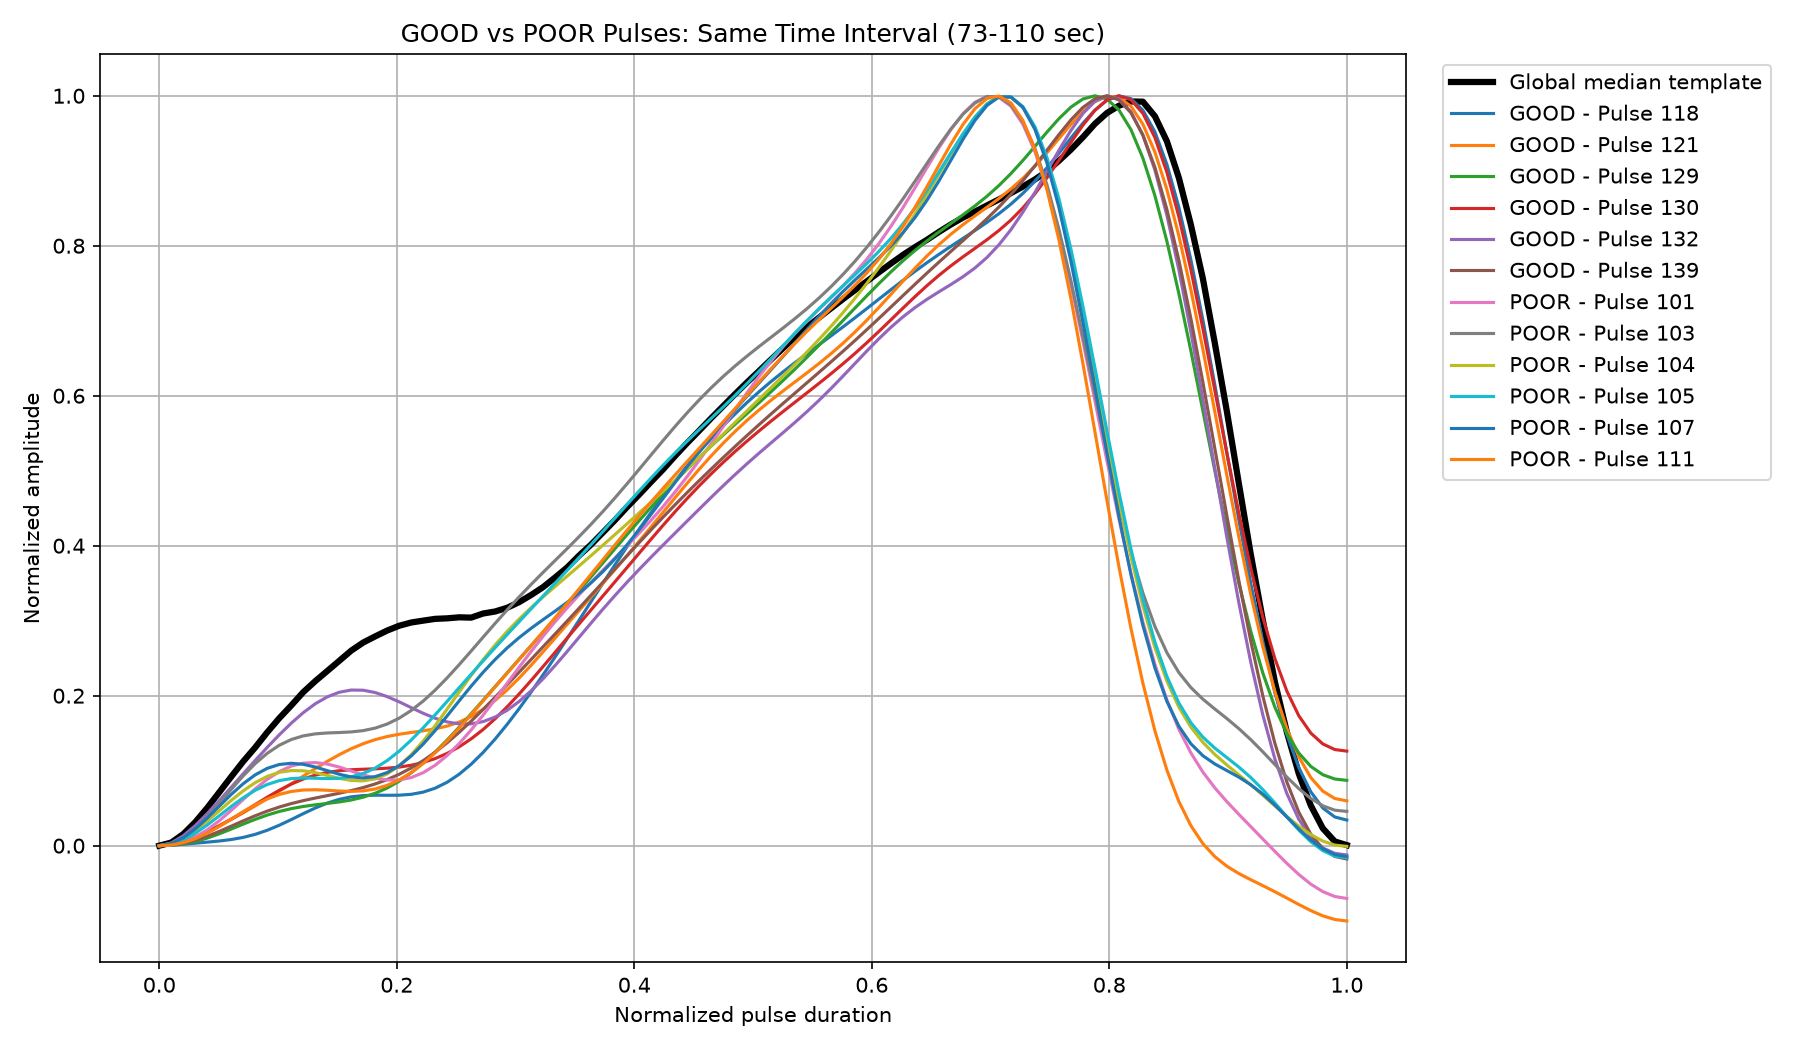 GOOD vs POOR Pulses: Same Time Interval (73-110 sec)
Normalized amplitude
1.0
0.8
0.6
0.4
0.2
0.0
0.0 0.2 0.4 0.6 0.8 1.0
Normalized pulse duration
Global median template
GOOD - Pulse 118
GOOD - Pulse 121
GOOD - Pulse 129
GOOD - Pulse 130
GOOD - Pulse 132
GOOD - Pulse 139
POOR - Pulse 101
POOR - Pulse 103
POOR - Pulse 104
POOR - Pulse 105
POOR - Pulse 107
POOR - Pulse 111